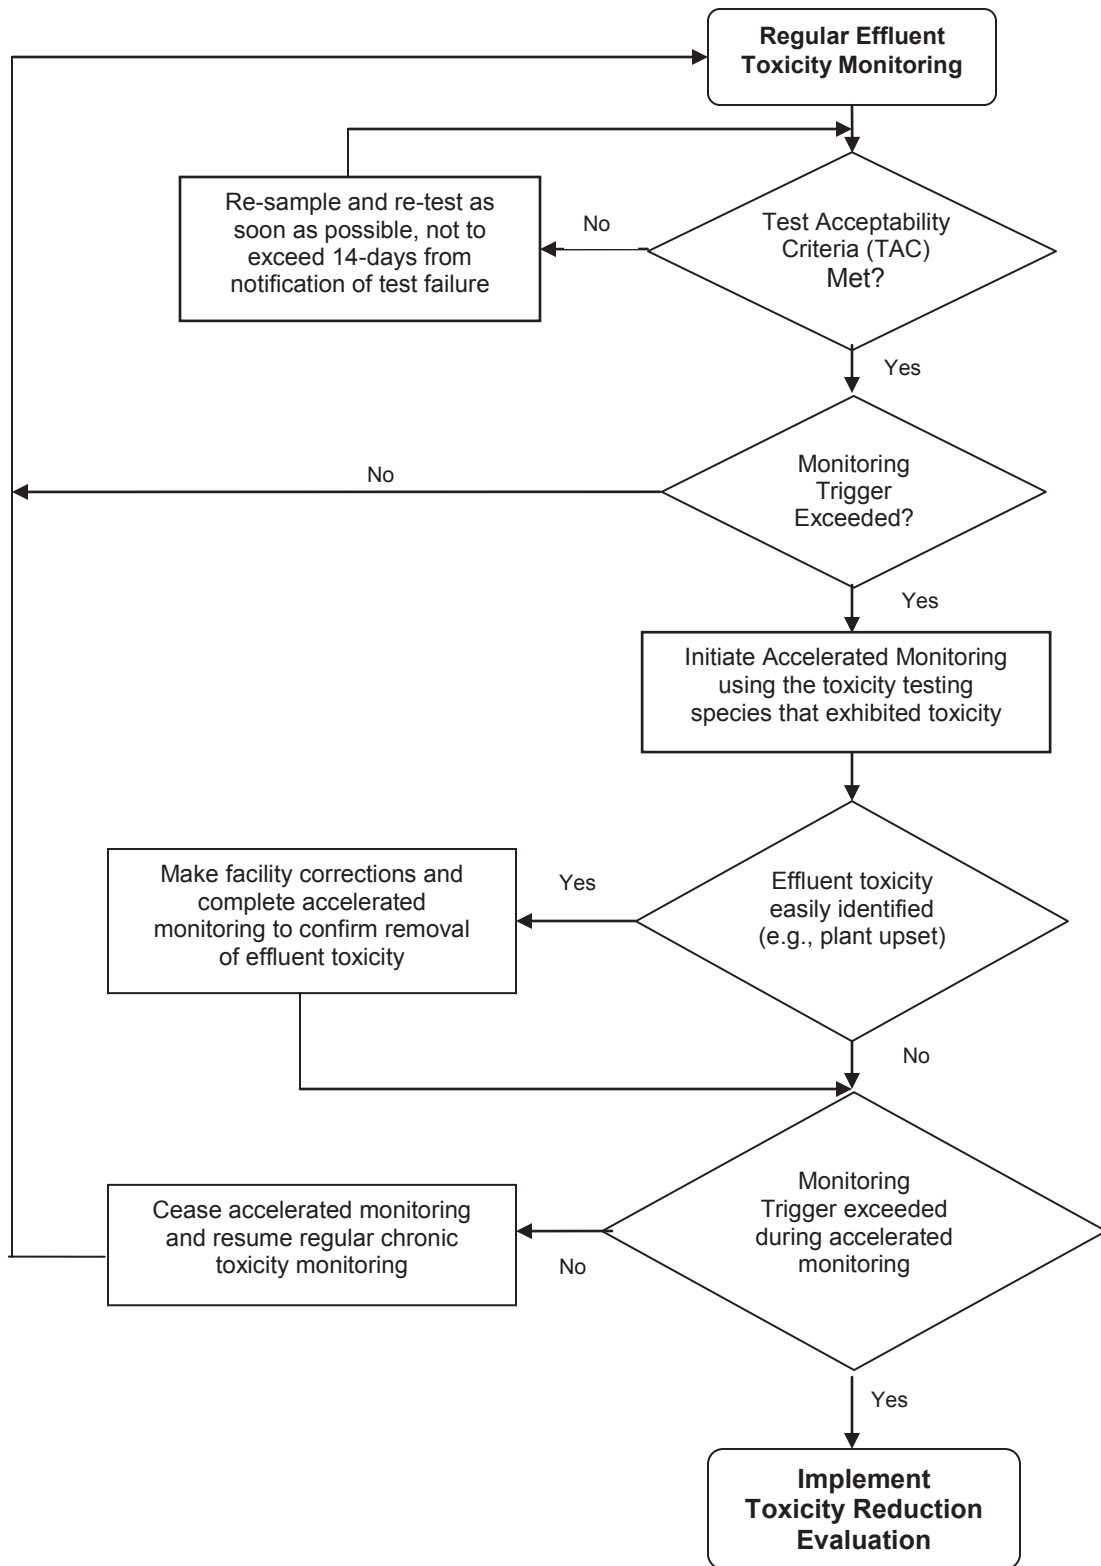 Regular Effluent
Toxicity Monitoring
Re-sample and re-test as
soon as possible, not to
exceed 14-days from
notification of test failure
No
Test Acceptability
Criteria (TAC)
Met?
Yes
No
Monitoring
Trigger
Exceeded?
Yes
Initiate Accelerated Monitoring
using the toxicity testing
species that exhibited toxicity
Make facility corrections and
complete accelerated
monitoring to confirm removal
of effluent toxicity
Yes
Effluent toxicity
easily identified
(e.g., plant upset)
No
Cease accelerated monitoring
and resume regular chronic
toxicity monitoring
No
Monitoring
Trigger exceeded
during accelerated
monitoring
Yes
Implement
Toxicity Reduction
Evaluation